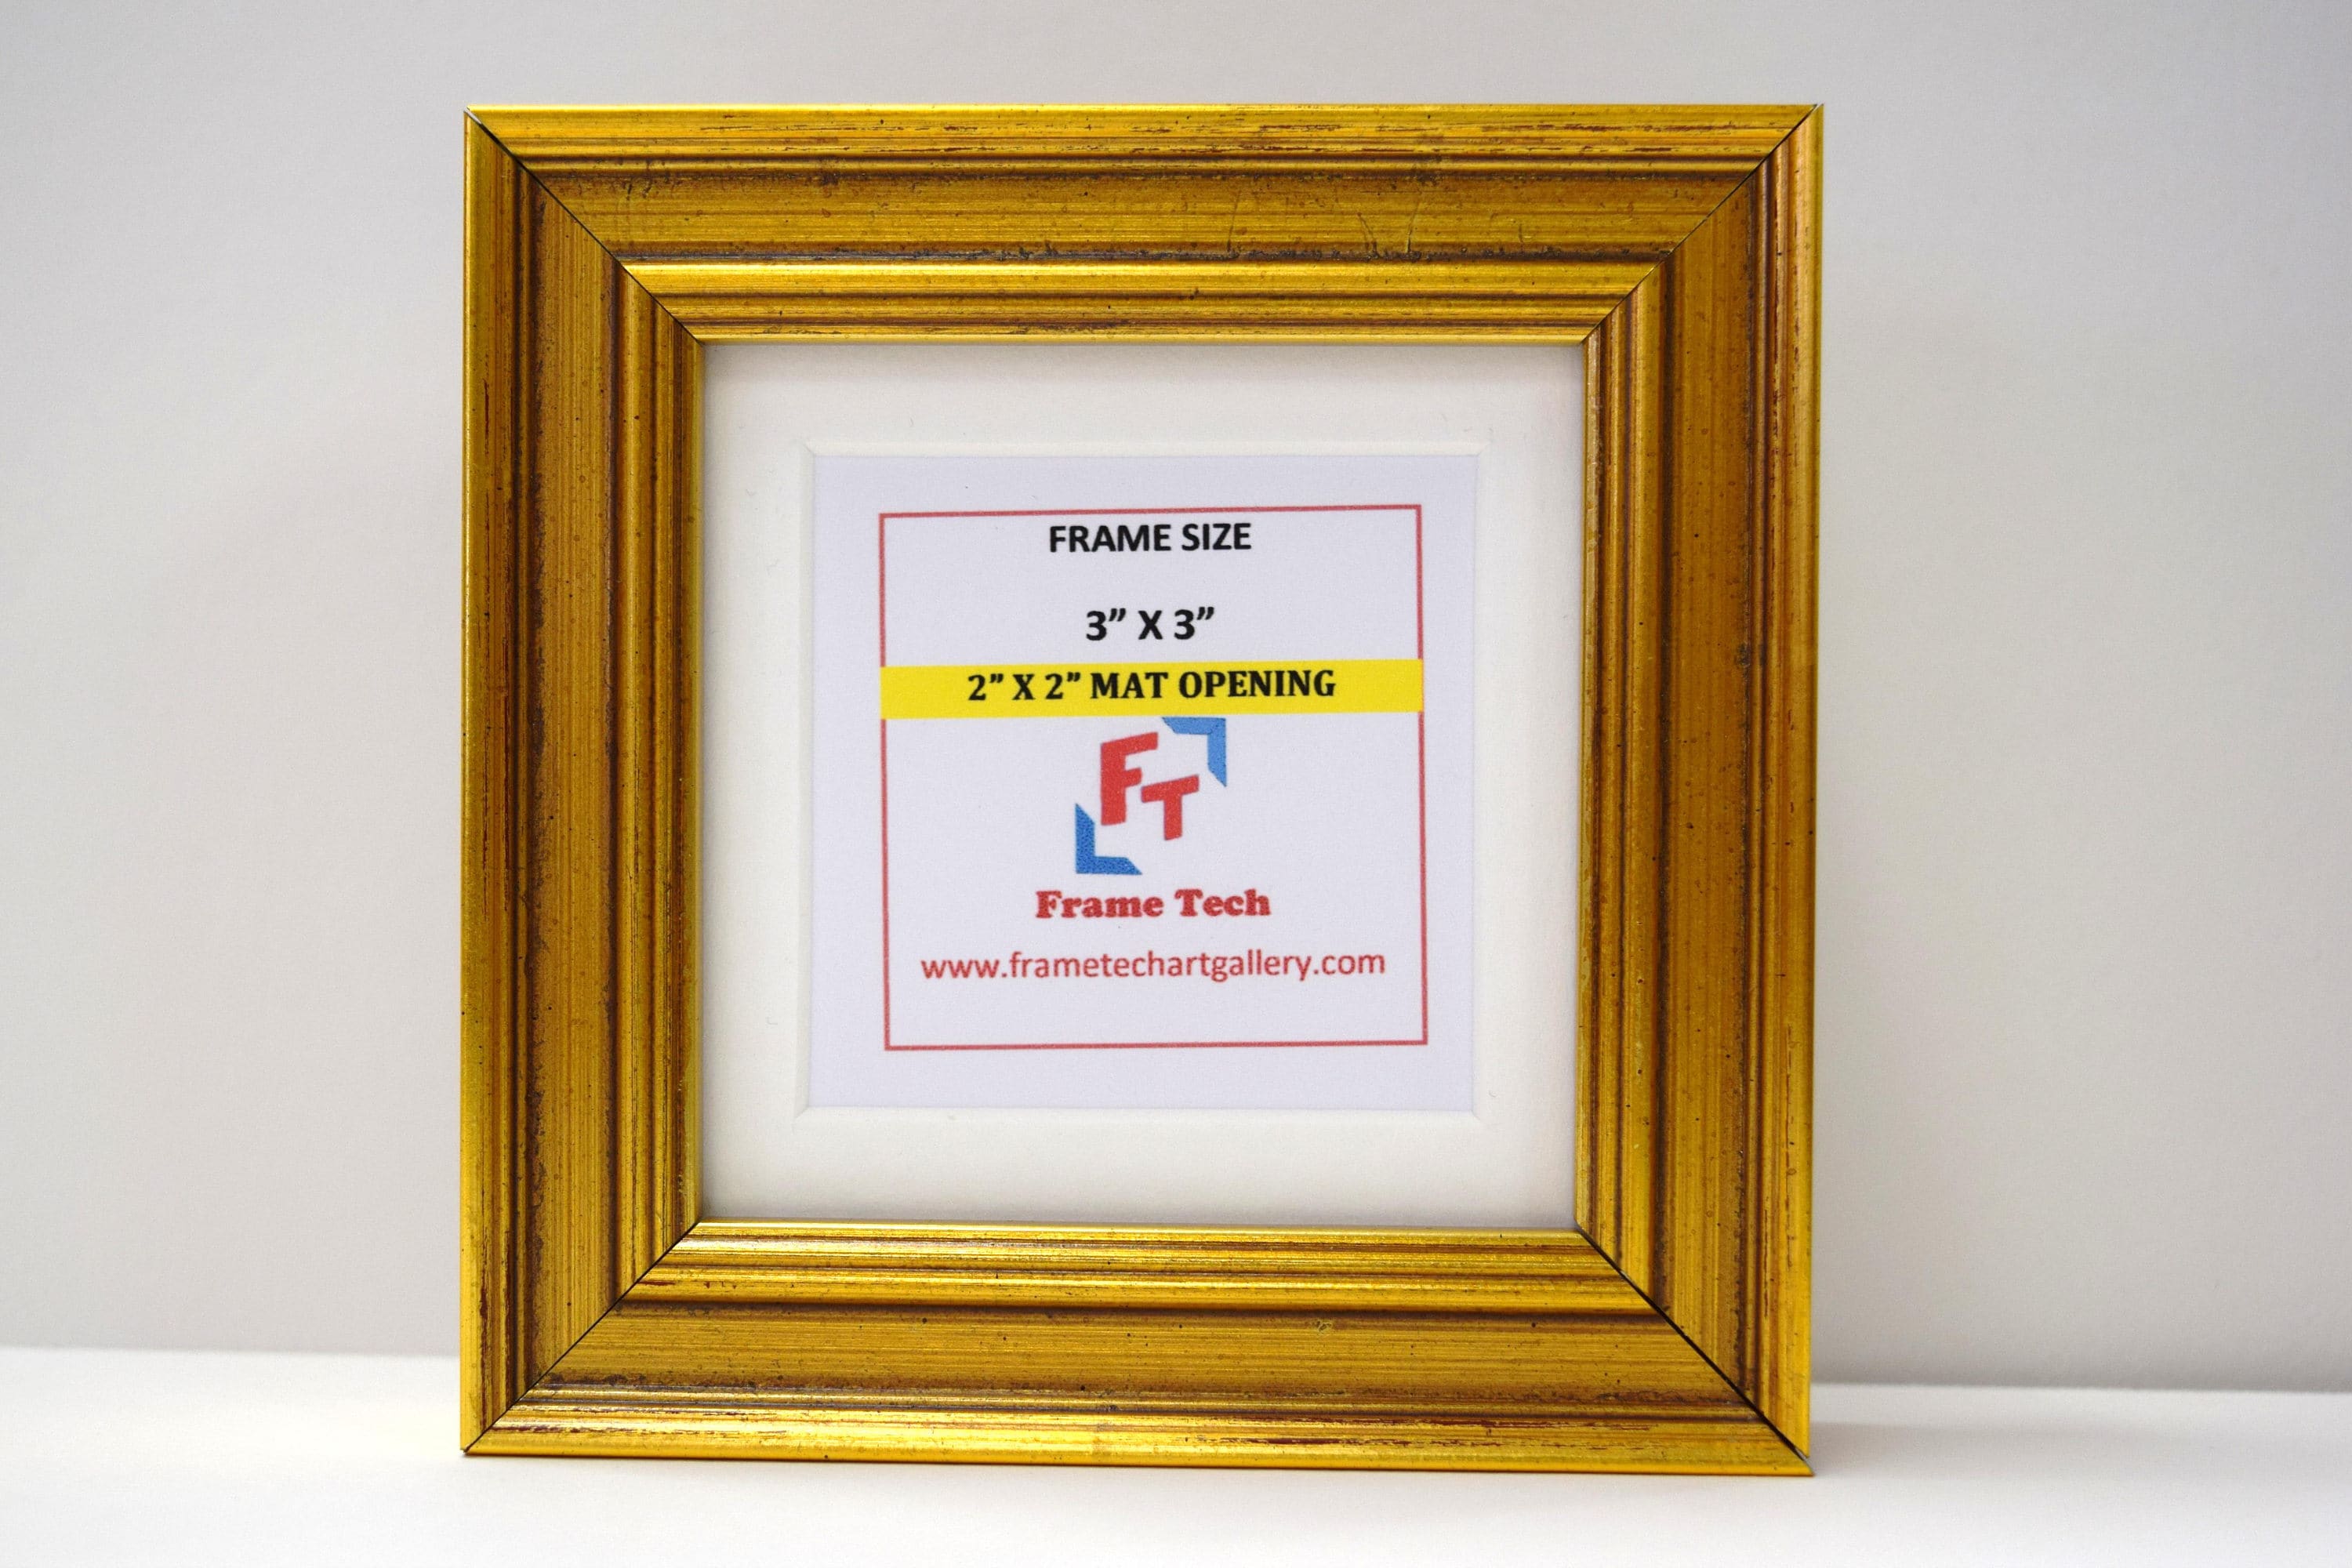 FRAME SIZE
3” X 3”
2” X 2” MAT OPENING
FT
Frame Tech
www.frametechartgallery.com